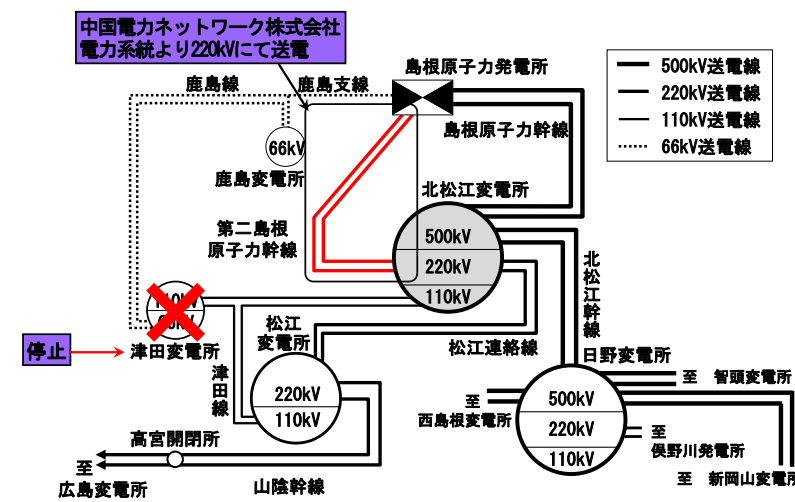 中国電力ネットワーク株式会社
電力系統より220kVにて送電
鹿島線
鹿島支線
島根原子力発電所
500kV送電線
220kV送電線
110kV送電線
66kV送電線
島根原子力幹線
66kV
鹿島変電所
北松江変電所
第二島根
原子力幹線
500kV
220kV
110kV
北松江幹線
停止
津田変電所
津田線
松江
変電所
松江連絡線
日野変電所
220kV
110kV
至
西島根変電所
500kV
220kV
110kV
至 智頭変電所
至
俣野川発電所
至 新岡山変電所
高宮開閉所
至
広島変電所
山陰幹線